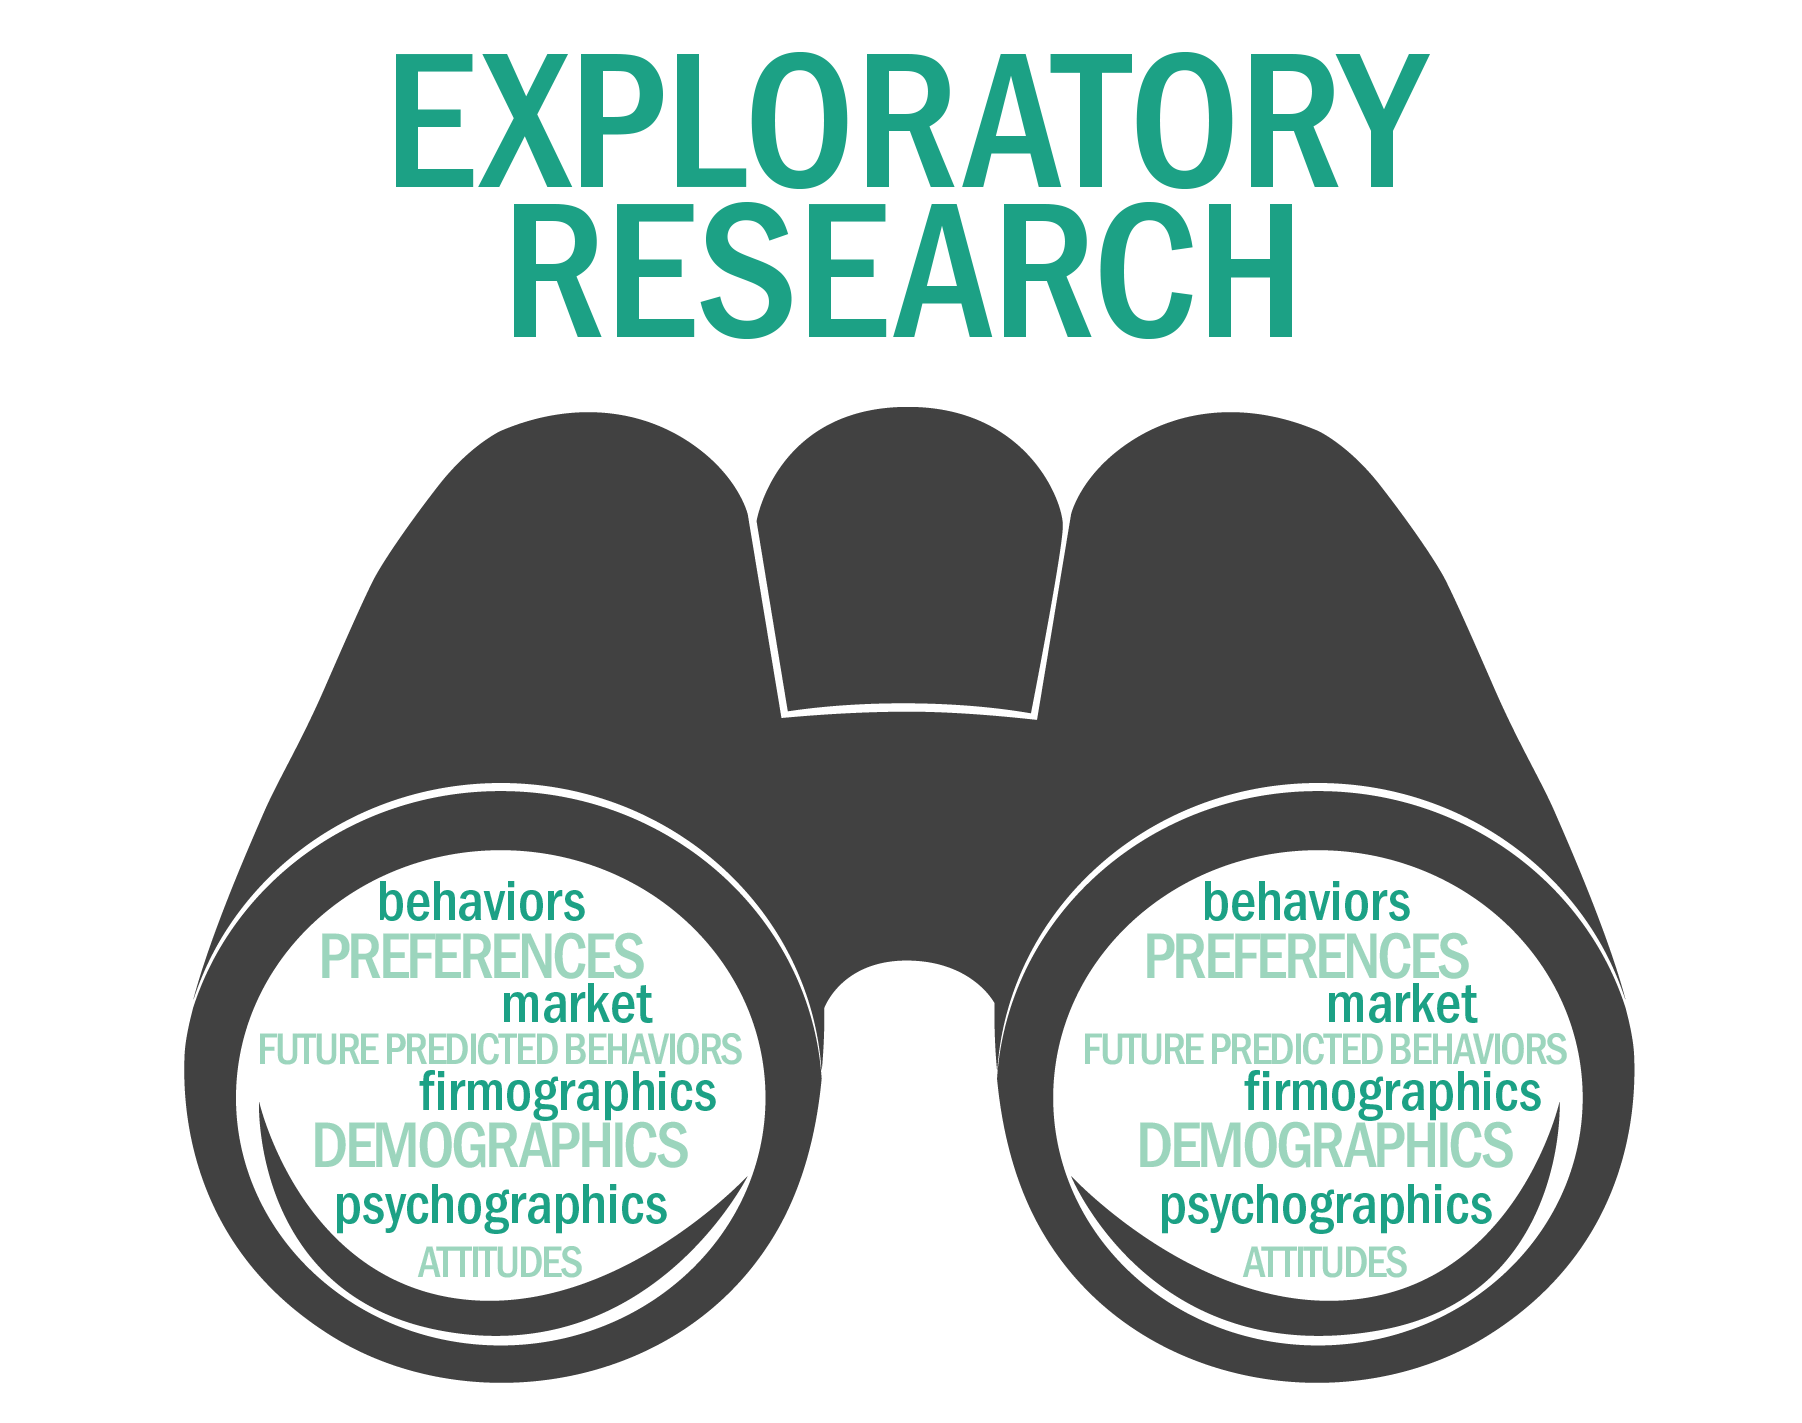 EXPLORATORY
RESEARCH
behaviors
PREFERENCES
market
FUTURE PREDICTED BEHAVIORS
firmographics
DEMOGRAPHICS
psychographics
ATTITUDES
behaviors
PREFERENCES
market
FUTURE PREDICTED BEHAVIORS
firmographics
DEMOGRAPHICS
psychographics
ATTITUDES